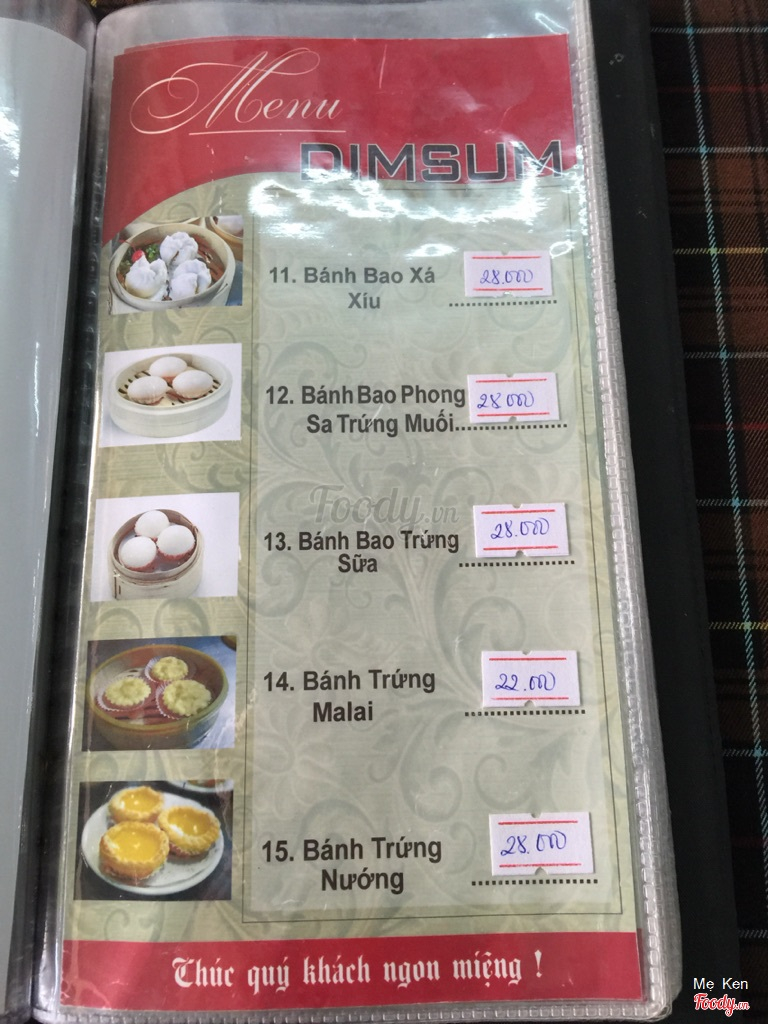 Menu
DIMSUM
11. Bánh Bao Xá
Xíu
28.000
12. Bánh Bao Phong
Sa Trứng Muối
28.000
Foody.vn
13. Bánh Bao Trứng
Sữa
28.000
14. Bánh Trứng
Malai
22.000
15. Bánh Trứng
Nướng
28.000
Chúc quý khách ngon miệng !
Mẹ Ken
Foody.vn